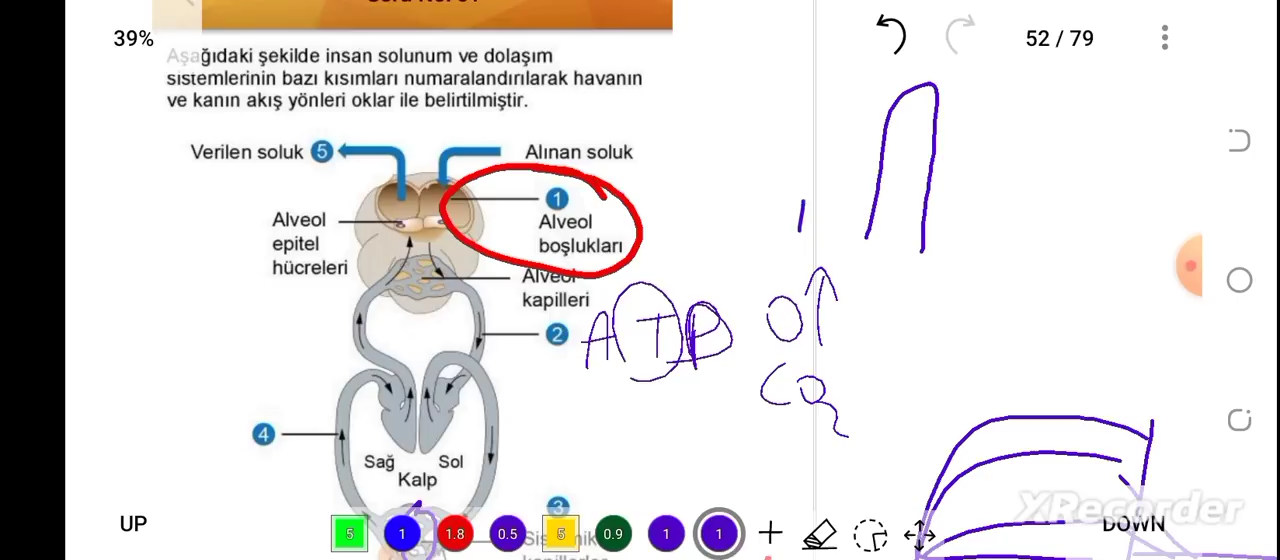 39%
52 / 79
Aşağıdaki şekilde insan solunum ve dolaşım
sistemlerinin bazı kısımları numaralandırılarak havanın
ve kanın akış yönleri oklar ile belirtilmiştir.
Verilen soluk 5
Alınan soluk
1
Alveol
boşlukları
Alveol
epitel
hücreleri
Alveol
kapilleri
2
ATP
CO2
4
Sağ
Sol
Kalp
3
UP
5
1
1.8
0.5
5
0.9
1
1
XRecorder
DOWN